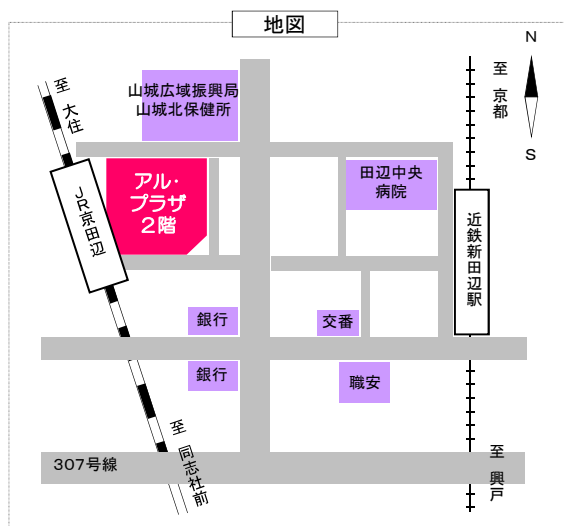 地図
N
S
至 京都
至 大住
山城広域振興局
山城北保健所
アル・
プラザ
2階
田辺中央
病院
JR京田辺
近鉄新田辺駅
銀行
交番
銀行
職安
至 同志社前
307号線
至 興戸